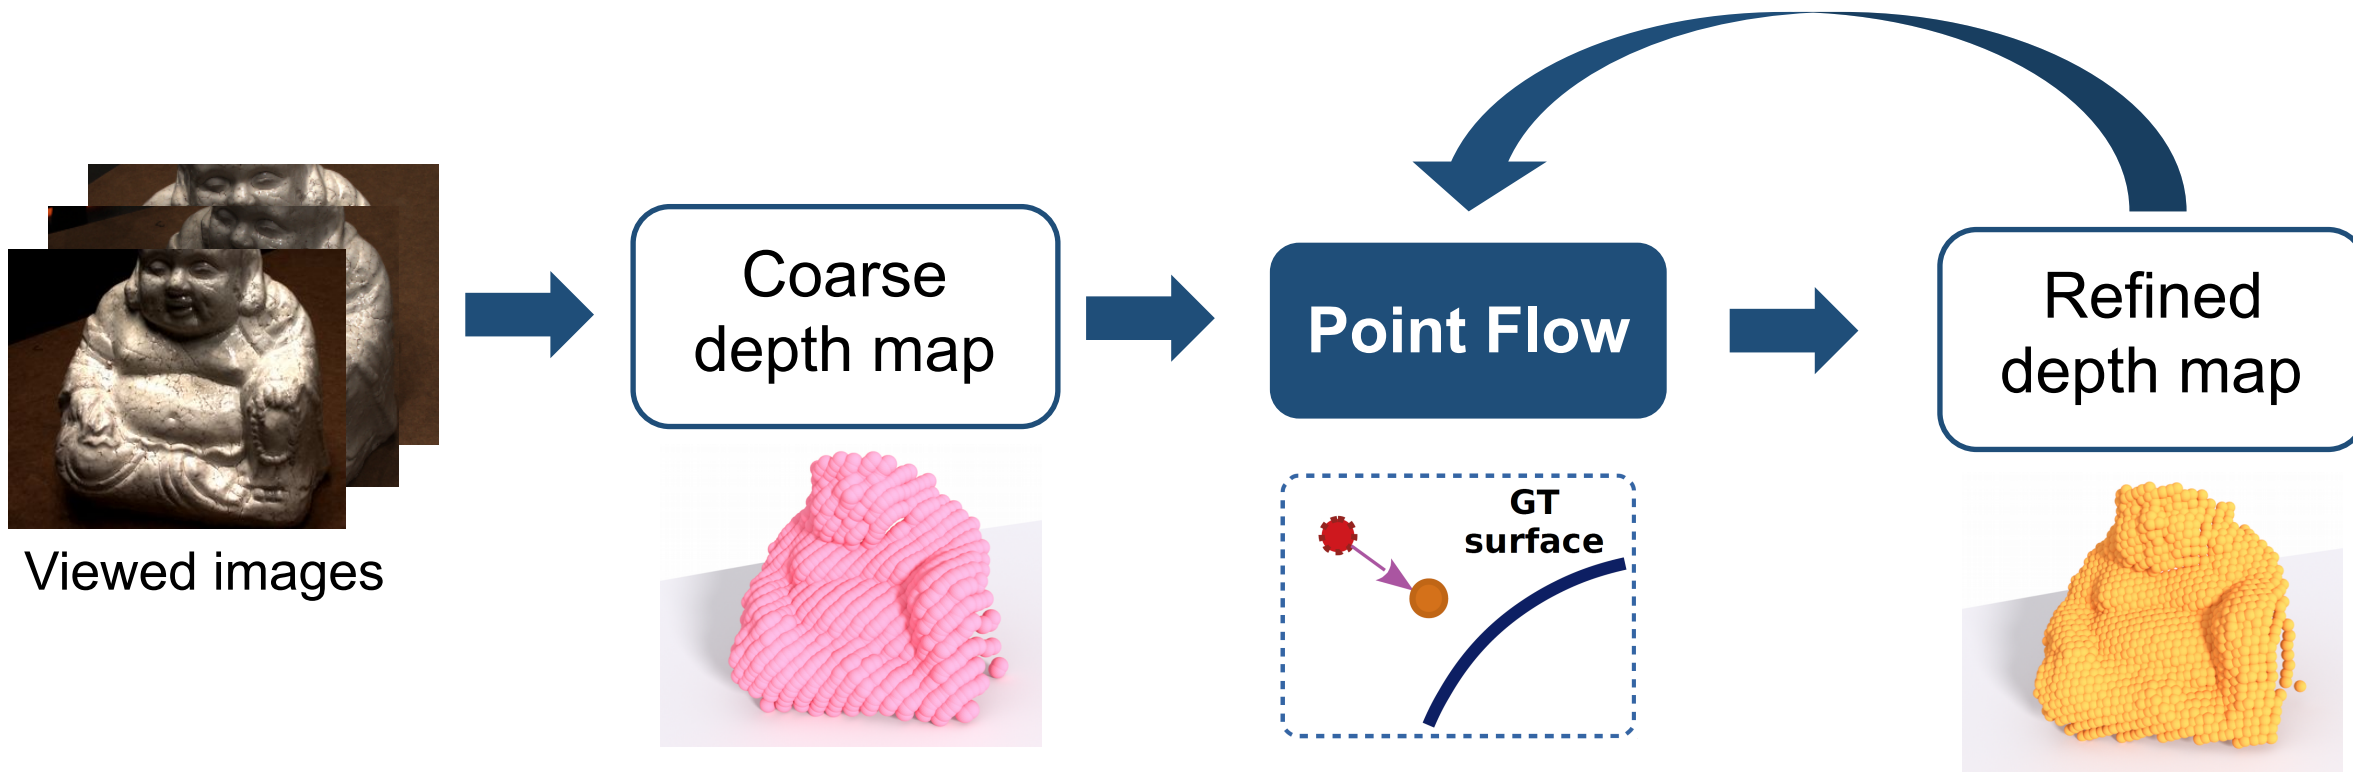 Viewed images
Coarse
depth map
Point Flow
GT
surface
Refined
depth map